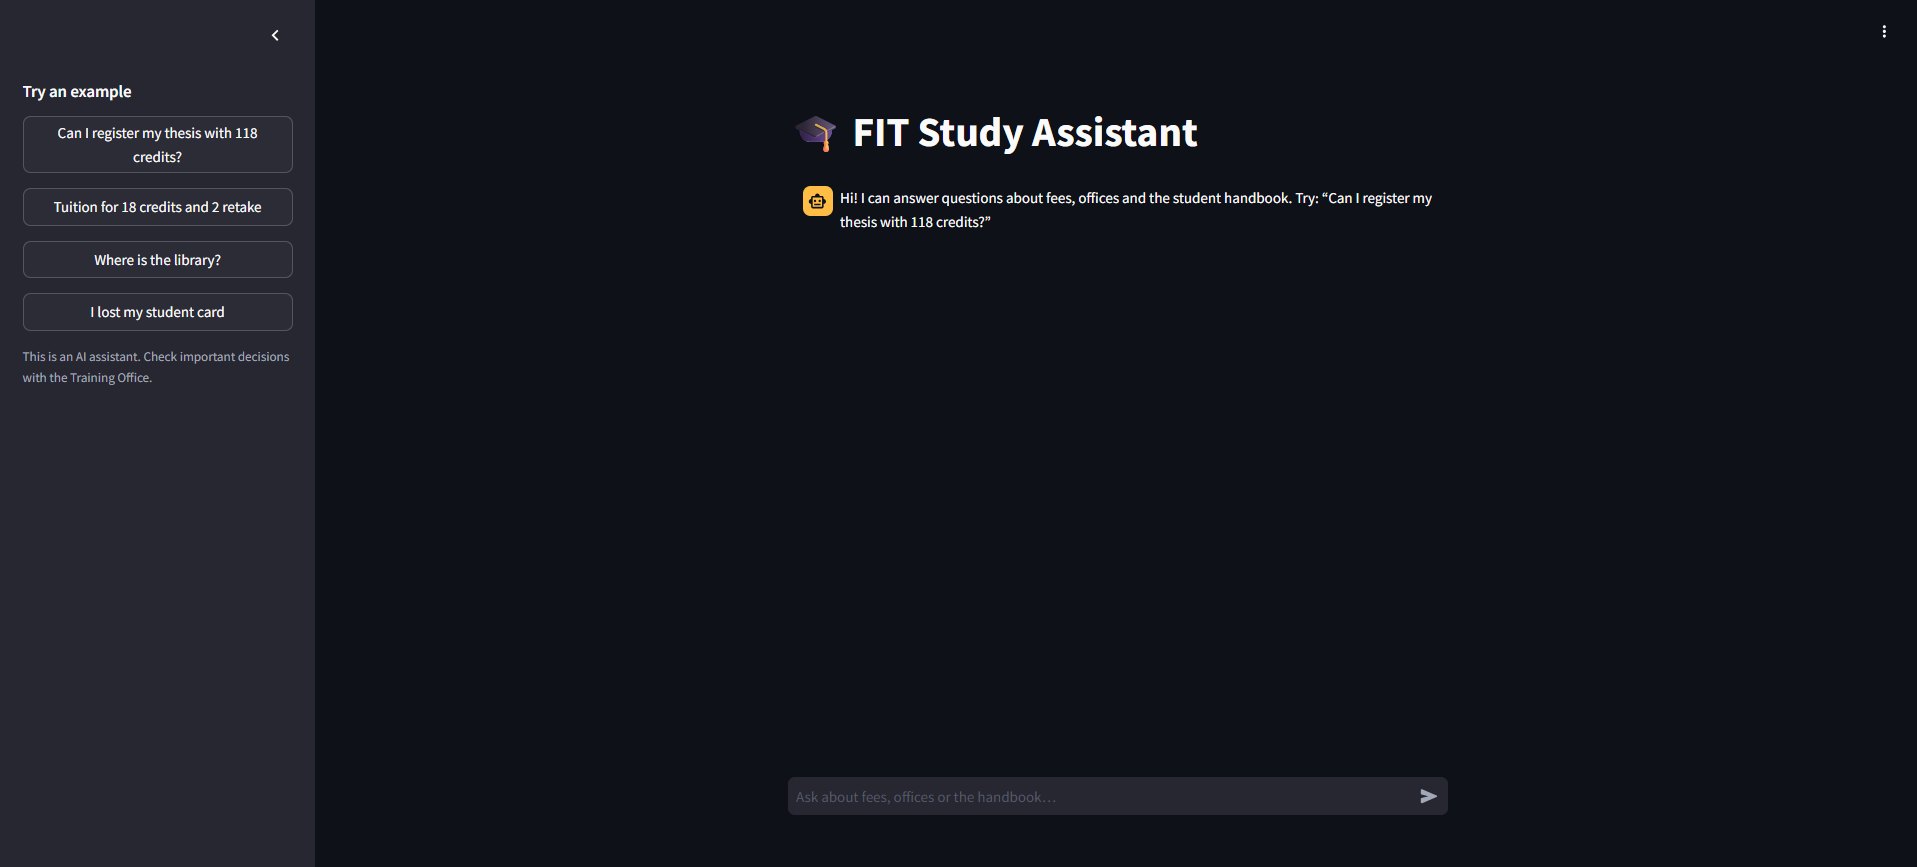 Try an example
Can I register my thesis with 118
credits?
Tuition for 18 credits and 2 retake
Where is the library?
I lost my student card
This is an AI assistant. Check important decisions
with the Training Office.
FIT Study Assistant
Hi! I can answer questions about fees, offices and the student handbook. Try: “Can I register my
thesis with 118 credits?”
Ask about fees, offices or the handbook…